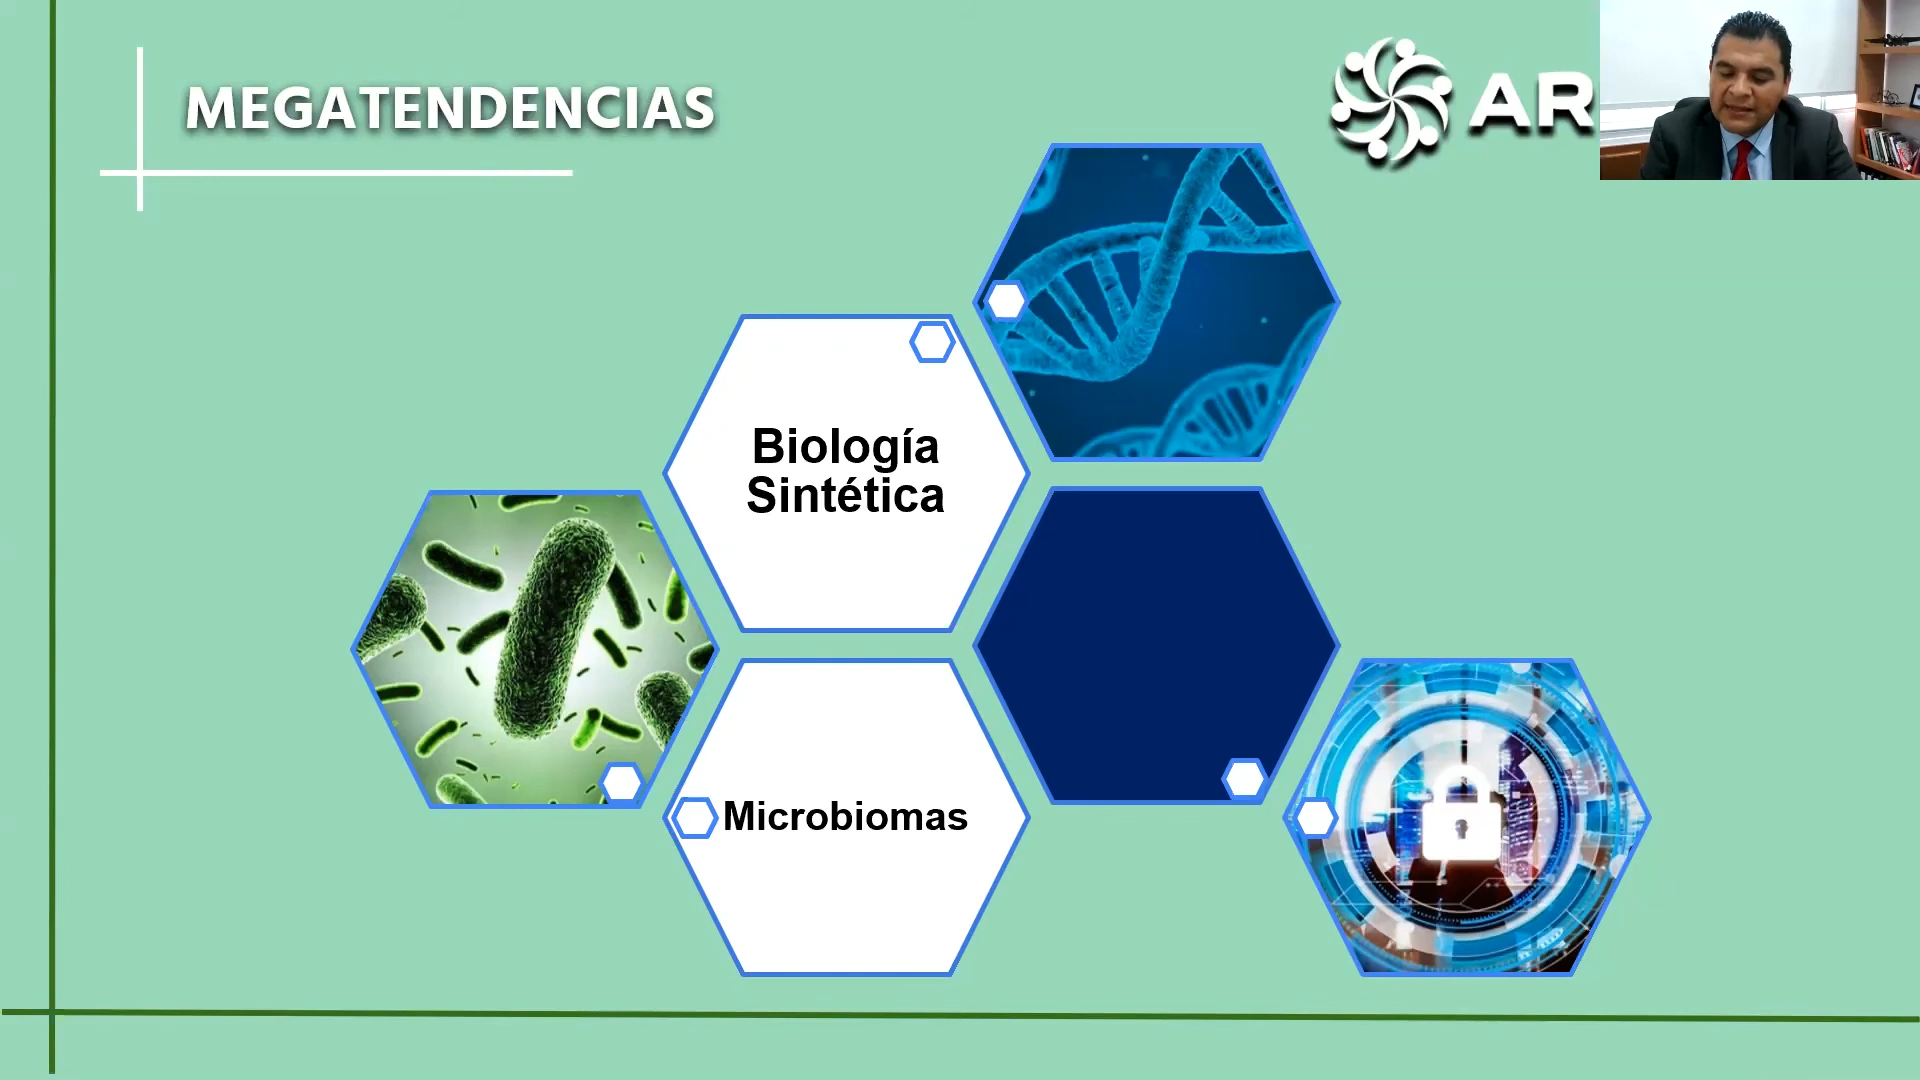 MEGATENDENCIAS
AR
Biología
Sintética
Microbiomas